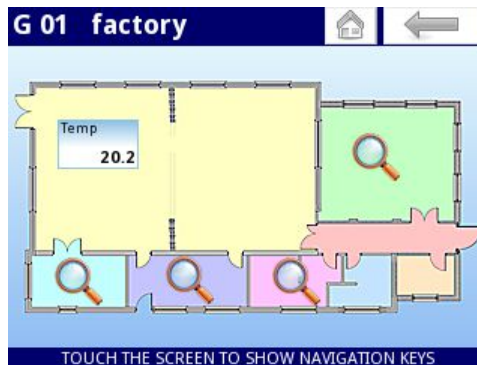 G 01 factory
Temp
20.2
TOUCH THE SCREEN TO SHOW NAVIGATION KEYS